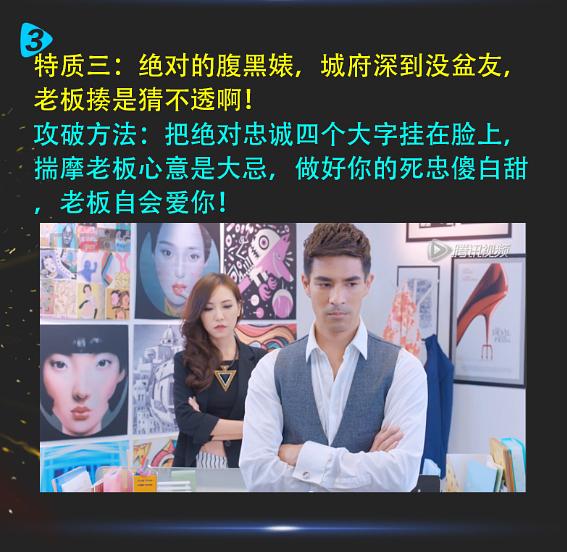 3
特质三：绝对的腹黑婊，城府深到没盆友，
老板揍是猜不透啊！
攻破方法：把绝对忠诚四个大字挂在脸上，
揣摩老板心意是大忌，做好你的死忠傻白甜
，老板自会爱你！
腾讯视频